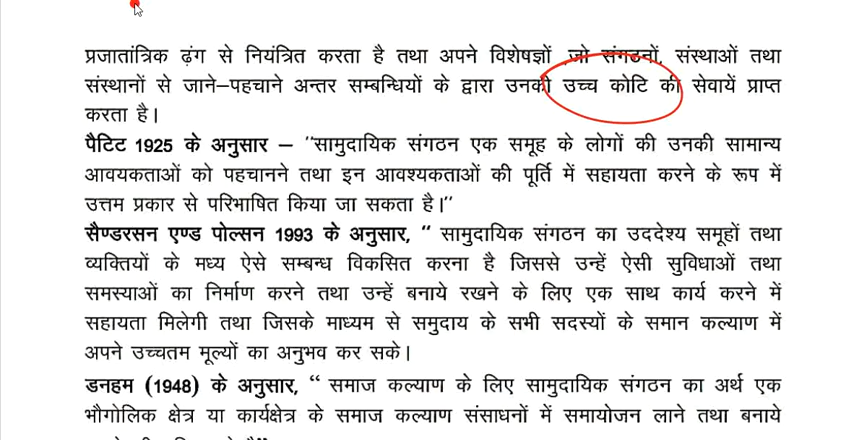 प्रजातांत्रिक ढ़ंग से नियंत्रित करता है तथा अपने विशेषज्ञों ,जो संगठनों, संस्थाओं तथा
संस्थानों से जाने–पहचाने अन्तर सम्बन्धियों के द्वारा उनकी उच्च कोटि की सेवायें प्राप्त
करता है।
पैटिट 1925 के अनुसार – "सामुदायिक संगठन एक समूह के लोगों की उनकी सामान्य
आवयकताओं को पहचानने तथा इन आवश्यकताओं की पूर्ति में सहायता करने के रूप में
उत्तम प्रकार से परिभाषित किया जा सकता है।"
सैण्डरसन एण्ड पोल्सन 1993 के अनुसार, " सामुदायिक संगठन का उददेश्य समूहों तथा
व्यक्तियों के मध्य ऐसे सम्बन्ध विकसित करना है जिससे उन्हें ऐसी सुविधाओं तथा
समस्याओं का निर्माण करने तथा उन्हें बनाये रखने के लिए एक साथ कार्य करने में
सहायता मिलेगी तथा जिसके माध्यम से समुदाय के सभी सदस्यों के समान कल्याण में
अपने उच्चतम मूल्यों का अनुभव कर सके।
डनहम (1948) के अनुसार, " समाज कल्याण के लिए सामुदायिक संगठन का अर्थ एक
भौगोलिक क्षेत्र या कार्यक्षेत्र के समाज कल्याण संसाधनों में समायोजन लाने तथा बनाये